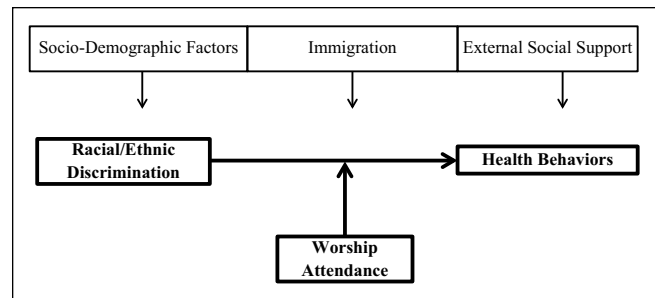 Socio-Demographic Factors
Immigration
External Social Support
Racial/Ethnic
Discrimination
Health Behaviors
Worship
Attendance